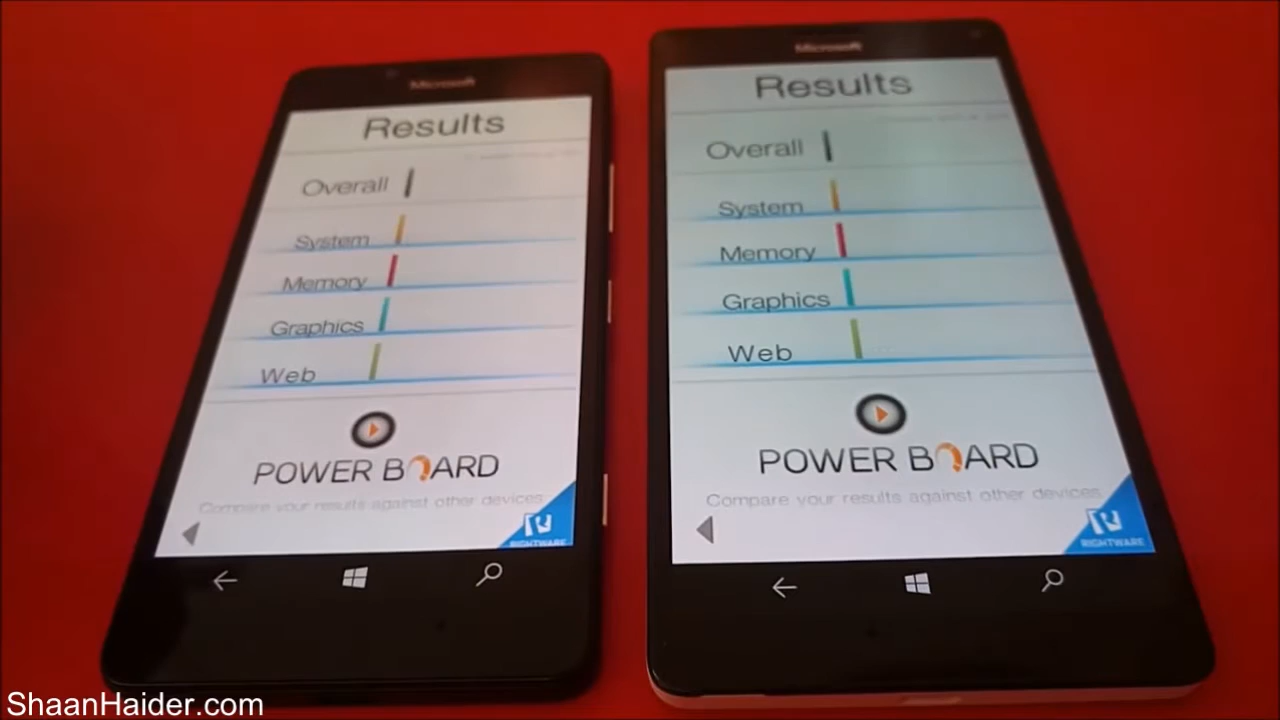 Microsoft
Results
Overall
System
Memory
Graphics
Web
POWER BOARD
Compare your results against other devices
RIGHTWARE
Microsoft
Results
Overall
System
Memory
Graphics
Web
POWER BOARD
Compare your results against other devices
RIGHTWARE
ShaanHaider.com